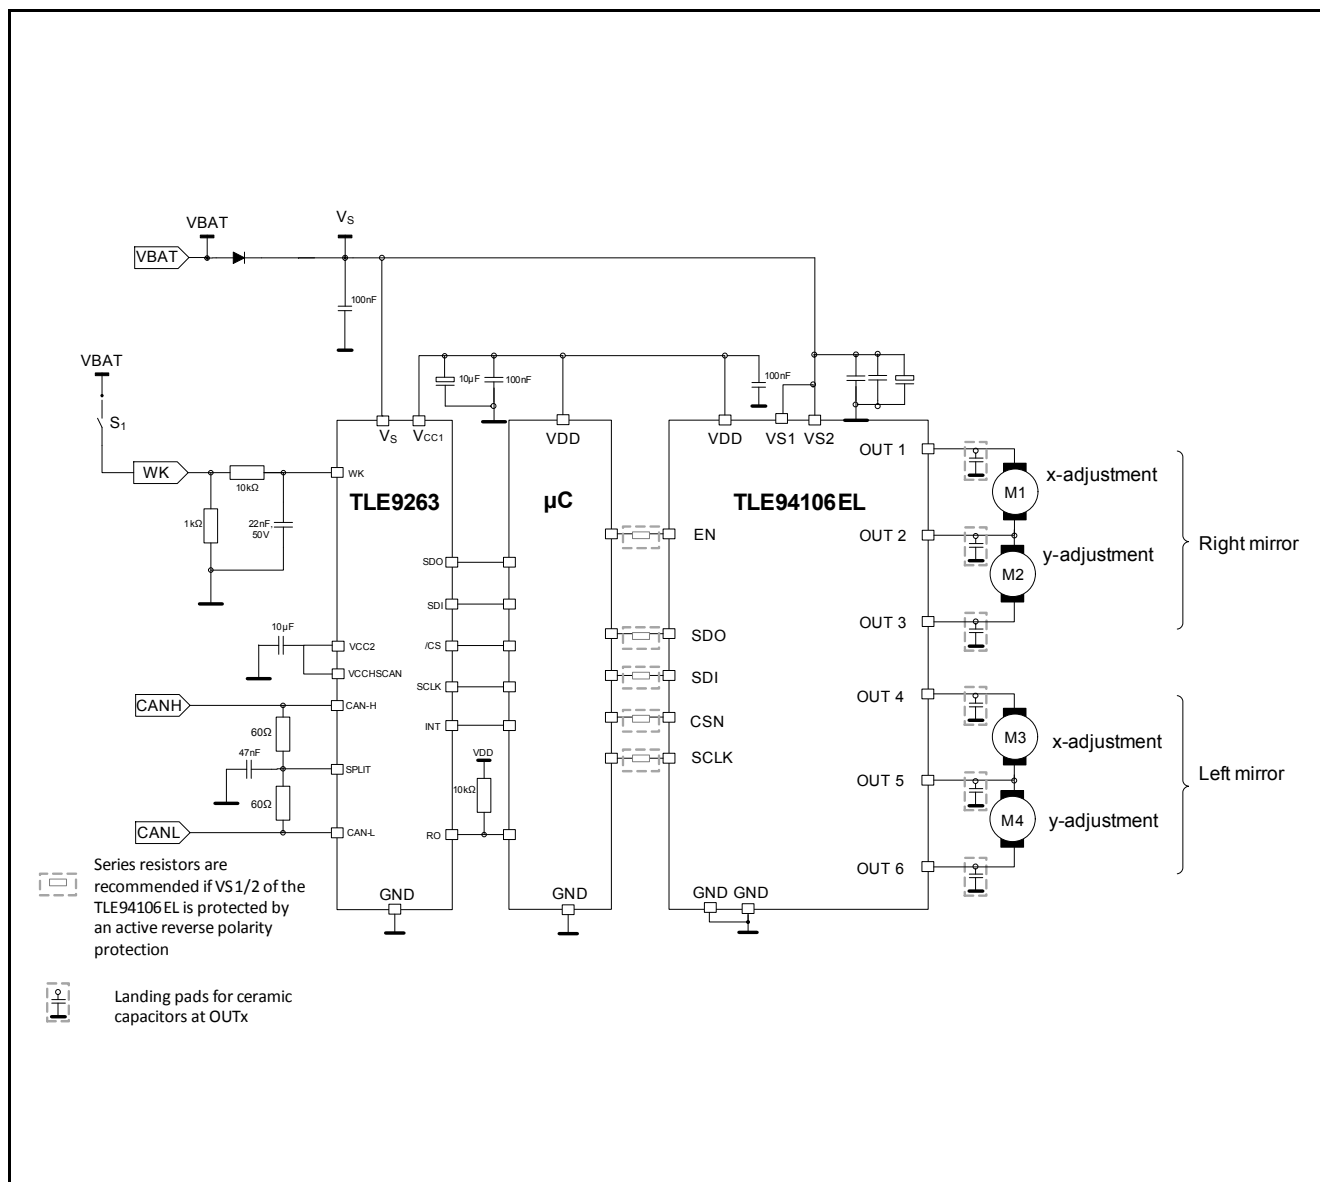 VBAT
VS
VBAT
100nF
VBAT
10µF
100nF
100nF
S1
VS
VCC1
VDD
VDD
VS1
VS2
OUT 1
WK
10kΩ
WK
TLE9263
µC
TLE94106EL
M1
x-adjustment
1kΩ
22nF,
50V
EN
OUT 2
y-adjustment
Right mirror
SDO
M2
SDI
OUT 3
SDO
10µF
VCC2
/CS
SDI
VCCHSCAN
SCLK
OUT 4
CANH
CAN-H
INT
CSN
M3
x-adjustment
60Ω
47nF
VDD
SCLK
SPLIT
OUT 5
Left mirror
60Ω
10kΩ
M4
y-adjustment
CANL
CAN-L
RO
OUT 6
GND
GND
GND
GND
Series resistors are
recommended if VS1/2 of the
TLE94106EL is protected by
an active reverse polarity
protection
Landing pads for ceramic
capacitors at OUTx